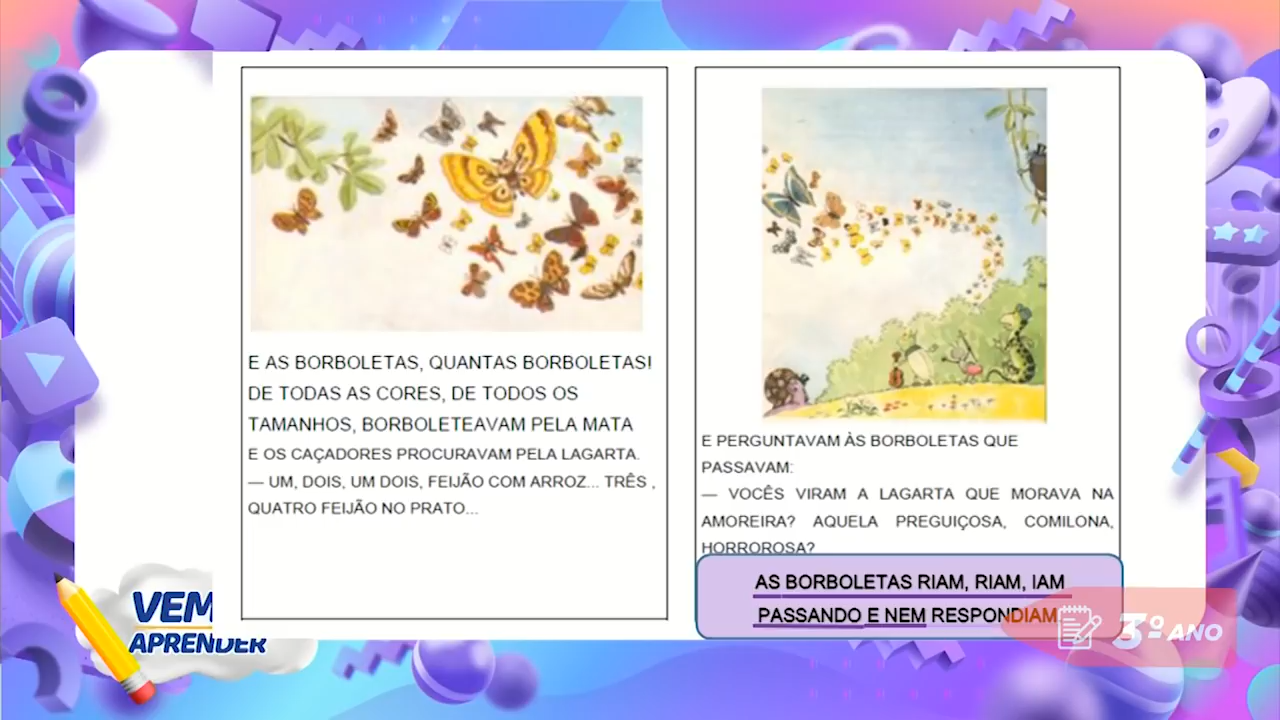 E AS BORBOLETAS, QUANTAS BORBOLETAS!
DE TODAS AS CORES, DE TODOS OS
TAMANHOS, BORBOLETEAVAM PELA MATA
E OS CAÇADORES PROCURAVAM PELA LAGARTA.
— UM, DOIS, UM DOIS, FEIJÃO COM ARROZ... TRÊS ,
QUATRO FEIJÃO NO PRATO...
E PERGUNTAVAM ÀS BORBOLETAS QUE
PASSAVAM:
— VOCÊS VIRAM A LAGARTA QUE MORAVA NA
AMOREIRA? AQUELA PREGUIÇOSA, COMILONA,
HORROROSA?
AS BORBOLETAS RIAM, RIAM, IAM
PASSANDO E NEM RESPONDIAM.
VEM
APRENDER
3º ANO